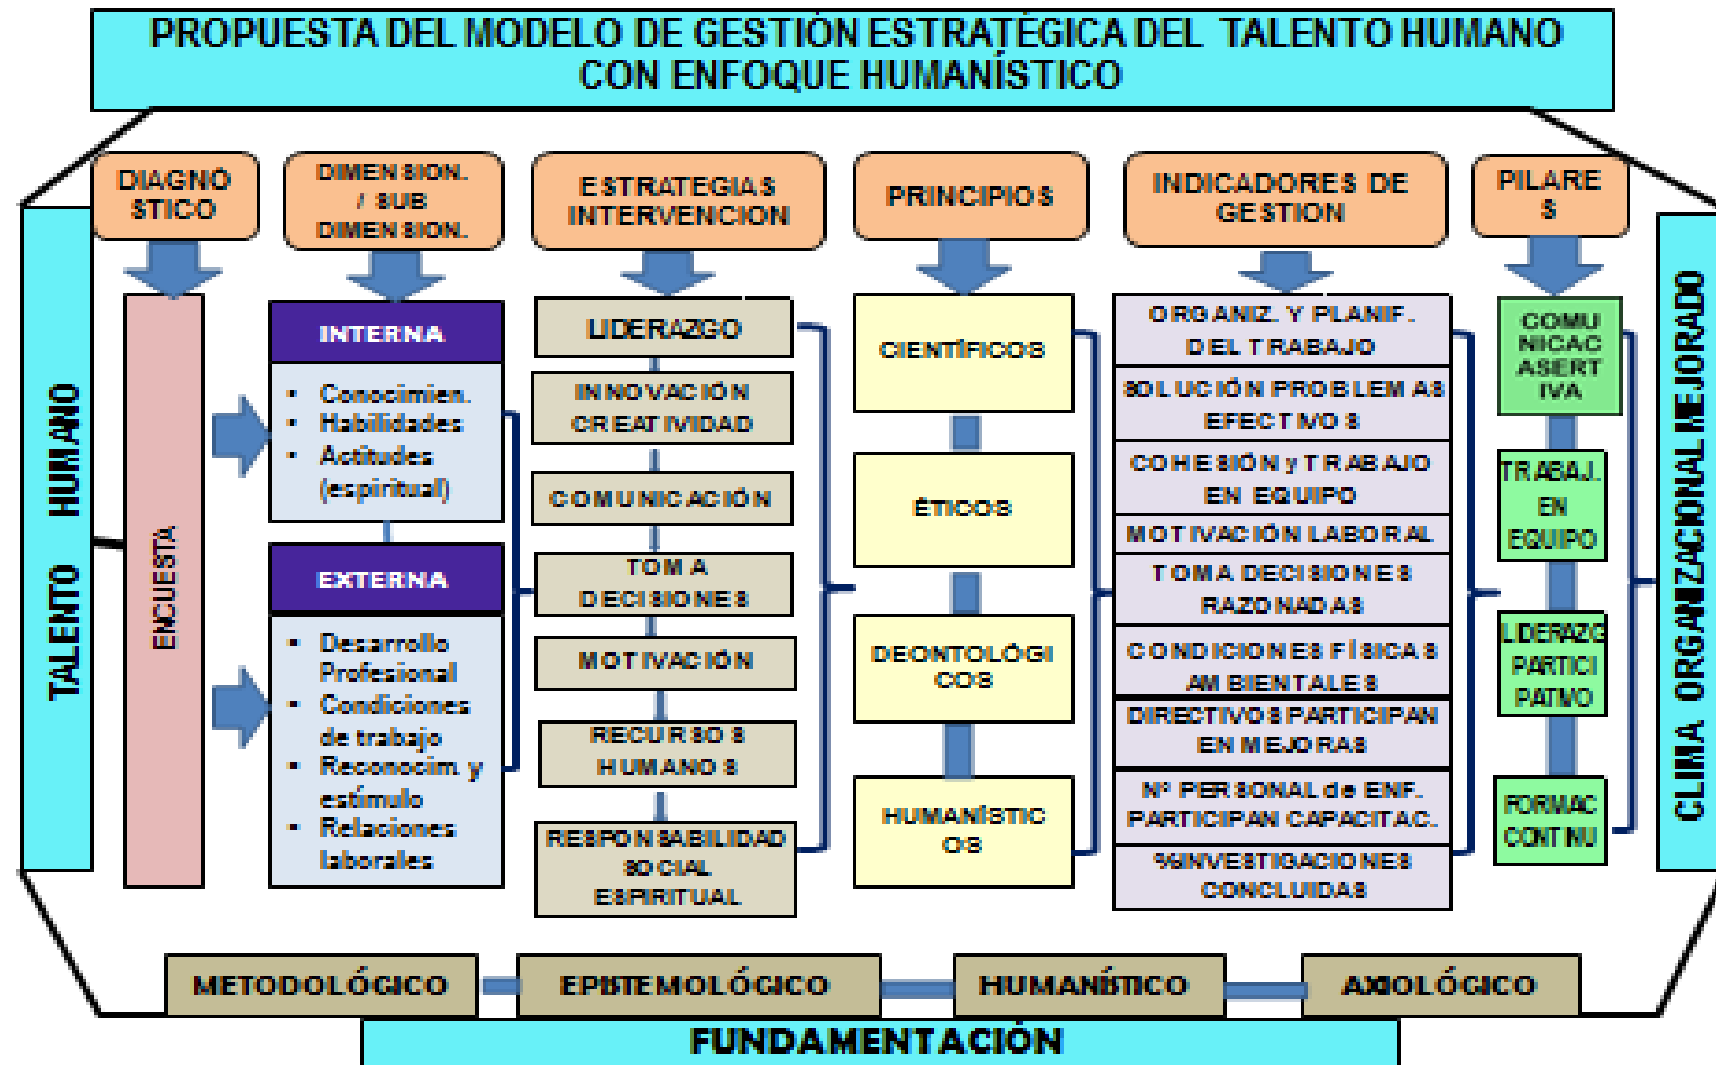 PROPUESTA DEL MODELO DE GESTIÓN ESTRATÉGICA DEL TALENTO HUMANO
CON ENFOQUE HUMANÍSTICO
TALENTO HUMANO
DIAGNÓ
STICO
ENCUESTA
DIMENSION.
/ SUB
DIMENSION.
INTERNA
• Conocimien.
• Habilidades
• Actitudes
(espiritual)
EXTERNA
• Desarrollo
Profesional
• Condiciones
de trabajo
• Reconocim. y
estímulo
• Relaciones
laborales
ESTRATEGIAS
INTERVENCION
LIDERAZGO
INNOVACIÓN
CREATIVIDAD
COMUNICACIÓN
TOMA
DECISIONES
MOTIVACIÓN
RECURSOS
HUMANOS
RESPONSABILIDAD
SOCIAL
ESPIRITUAL
PRINCIPIOS
CIENTÍFICOS
ÉTICOS
DEONTOLÓGI
COS
HUMANÍSTIC
OS
INDICADORES DE
GESTION
ORGANIZ. Y PLANIF.
DEL TRABAJO
SOLUCIÓN PROBLEMAS
EFECTIVOS
COHESIÓN y TRABAJO
EN EQUIPO
MOTIVACIÓN LABORAL
TOMA DECISIONES
RAZONADAS
CONDICIONES FÍSICAS
AMBIENTALES
DIRECTIVOS PARTICIPAN
EN MEJORAS
Nº PERSONAL de ENF.
PARTICIPAN CAPACITAC.
%INVESTIGACIONES
CONCLUIDAS
PILARE
S
COMU
NICAC
ASERT
IVA
TRABAJ.
EN
EQUIPO
LIDERAZG
PARTICI
PATIVO
FORMAC
CONTINU
CLIMA ORGANIZACIONAL MEJORADO
METODOLÓGICO
EPISTEMOLÓGICO
HUMANÍSTICO
AXIOLÓGICO
FUNDAMENTACIÓN